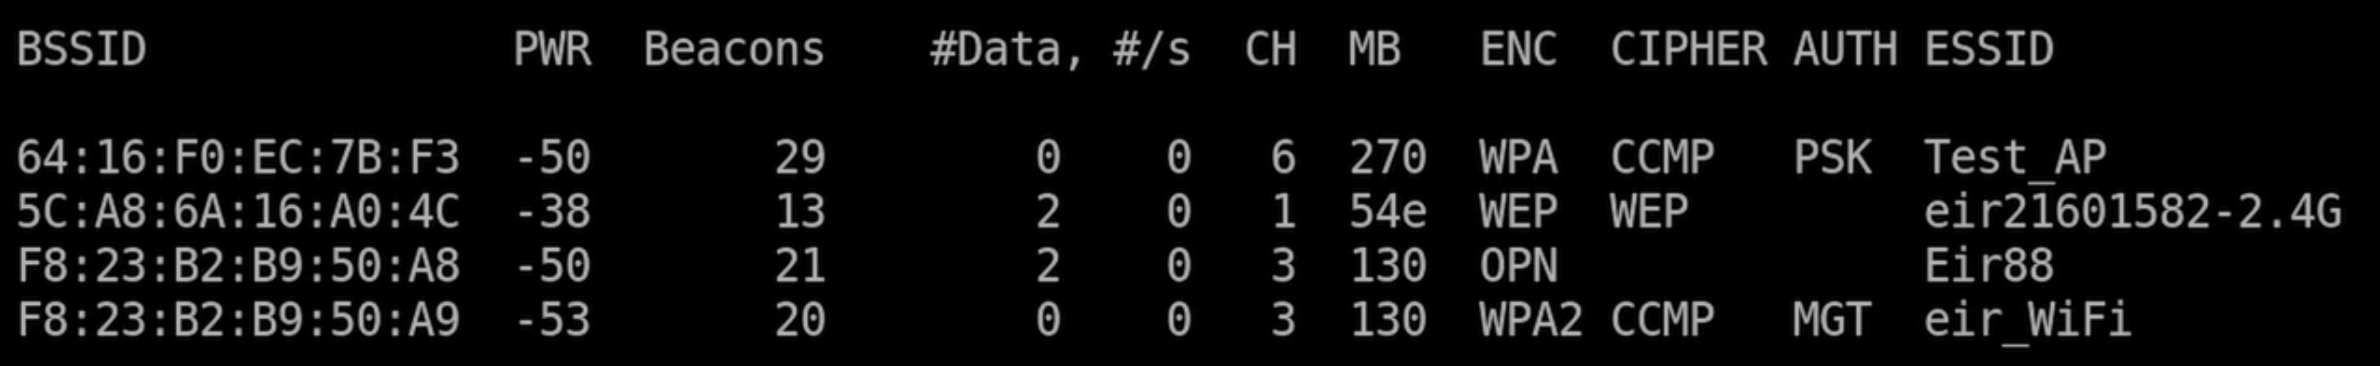 BSSID PWR Beacons #Data, #/s CH MB ENC CIPHER AUTH ESSID
64:16:F0:EC:7B:F3 -50 29 0 0 6 270 WPA CCMP PSK Test_AP
5C:A8:6A:16:A0:4C -38 13 2 0 1 54e WEP WEP eir21601582-2.4G
F8:23:B2:B9:50:A8 -50 21 2 0 3 130 OPN Eir88
F8:23:B2:B9:50:A9 -53 20 0 0 3 130 WPA2 CCMP MGT eir_WiFi